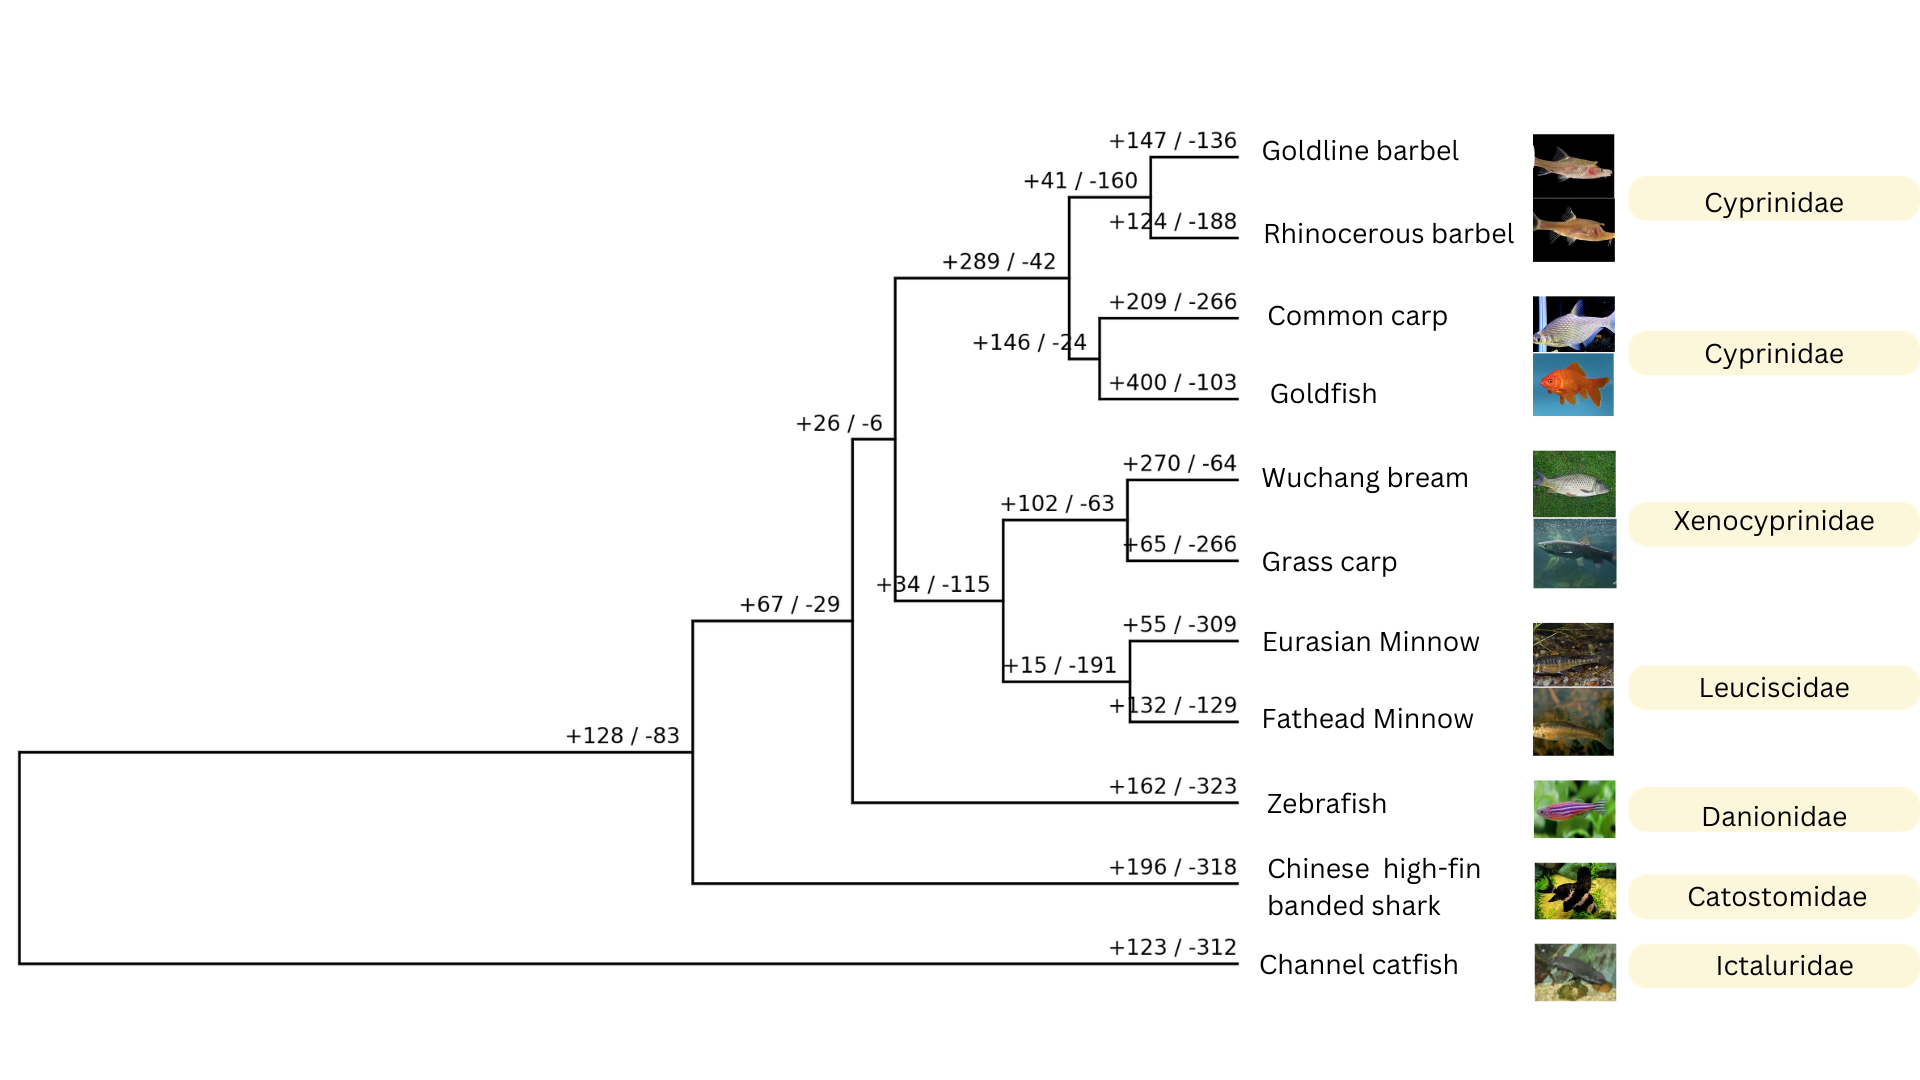 +147 / -136 Goldline barbel
+41 / -160
Cyprinidae
+124 / -188 Rhinocerous barbel
+289 / -42
+209 / -266 Common carp
+146 / -24
Cyprinidae
+400 / -103 Goldfish
+26 / -6
+270 / -64 Wuchang bream
+102 / -63
Xenocyprinidae
+65 / -266 Grass carp
+34 / -115
+67 / -29
+55 / -309 Eurasian Minnow
+15 / -191
Leuciscidae
+132 / -129 Fathead Minnow
+128 / -83
+162 / -323 Zebrafish
Danionidae
+196 / -318 Chinese high-fin
banded shark
Catostomidae
+123 / -312 Channel catfish
Ictaluridae